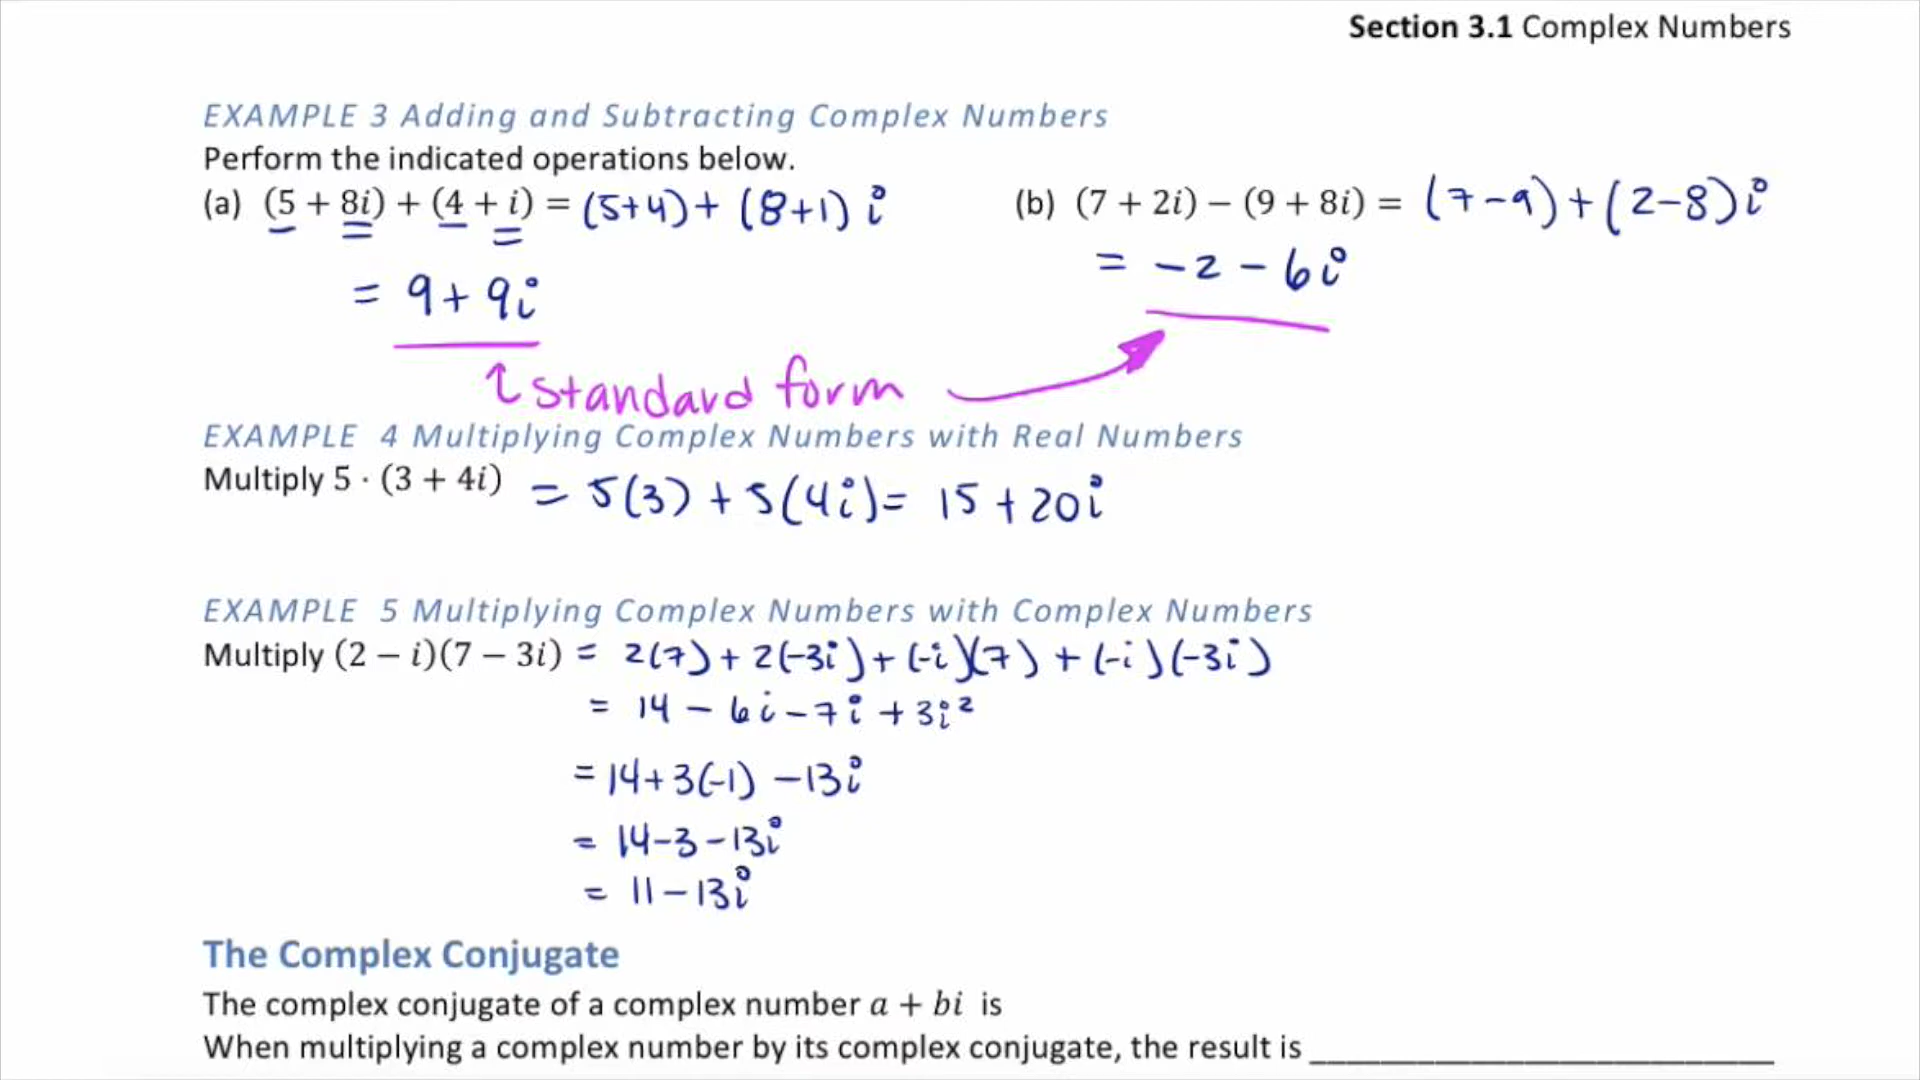 Section 3.1 Complex Numbers
EXAMPLE 3 Adding and Subtracting Complex Numbers
Perform the indicated operations below.
(a) (5 + 8i) + (4 + i) = (5+4) + (8+1) i
= 9 + 9i
(b) (7 + 2i) − (9 + 8i) = (7-9) + (2-8) i
= -2 - 6i
↑ standard form
EXAMPLE 4 Multiplying Complex Numbers with Real Numbers
Multiply 5 · (3 + 4i) = 5(3) + 5(4i) = 15 + 20i
EXAMPLE 5 Multiplying Complex Numbers with Complex Numbers
Multiply (2 − i)(7 − 3i) = 2(7) + 2(-3i) + (-i)(7) + (-i)(-3i)
= 14 - 6i - 7i + 3i²
= 14 + 3(-1) - 13i
= 14 - 3 - 13i
= 11 - 13i
The Complex Conjugate
The complex conjugate of a complex number a + bi is
When multiplying a complex number by its complex conjugate, the result is ____________________